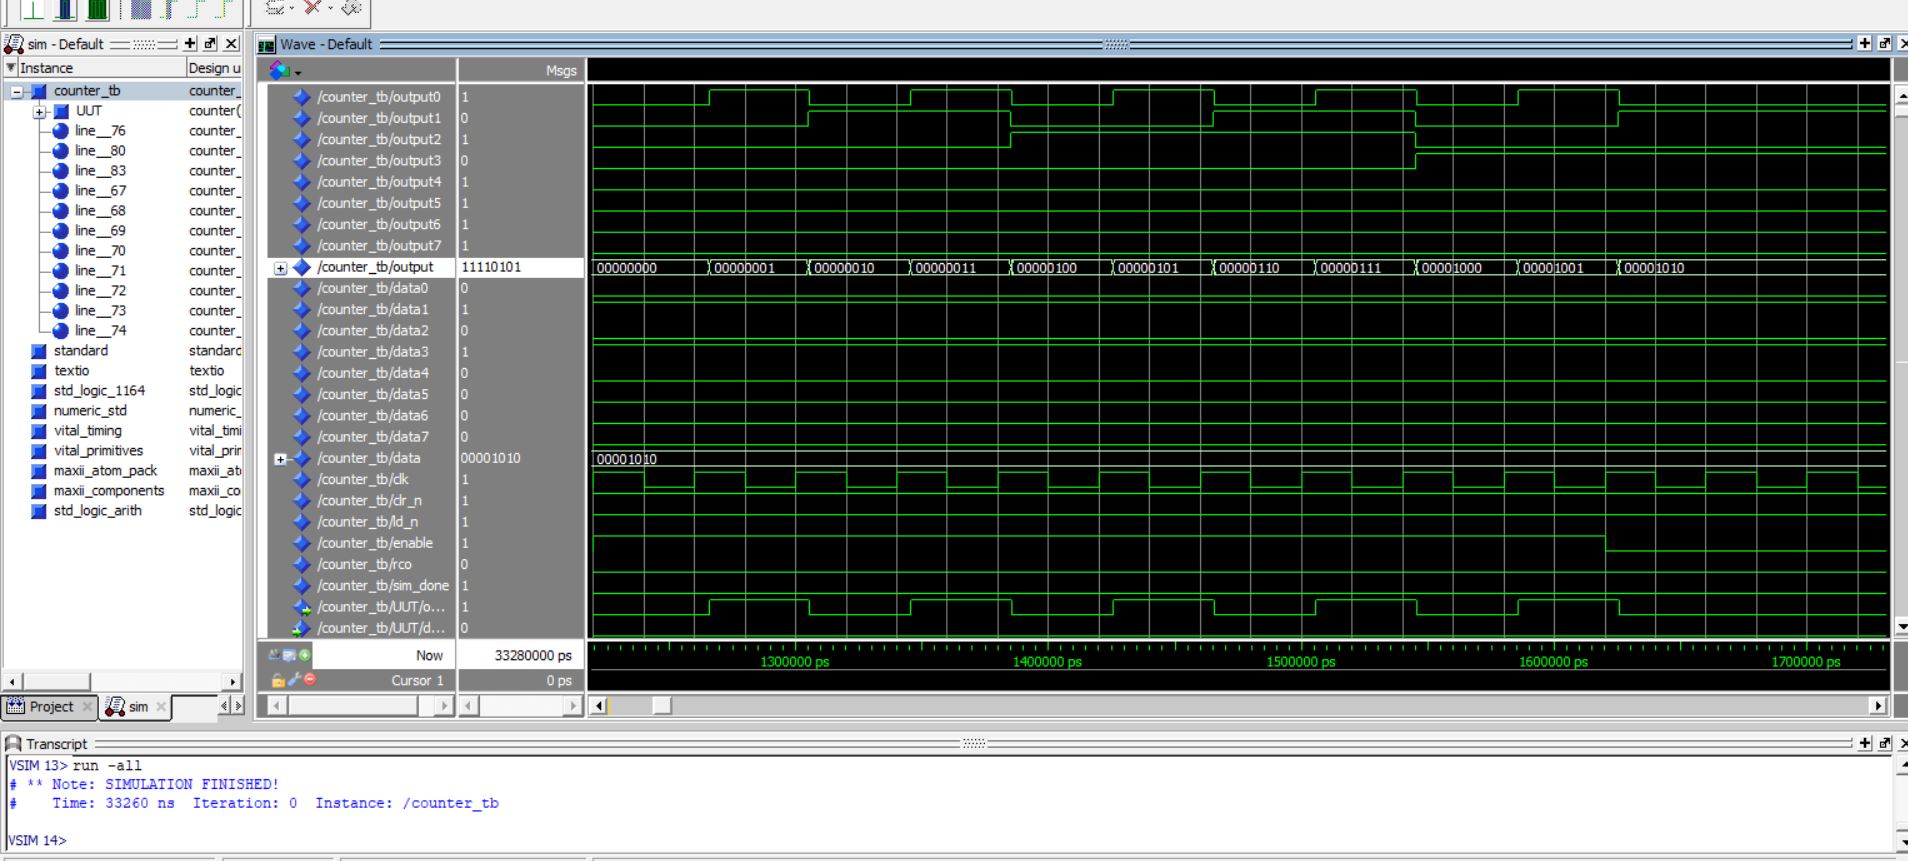 sim - Default
Instance Design u
counter_tb counter_
UUT counter(
line__76 counter_
line__80 counter_
line__83 counter_
line__67 counter_
line__68 counter_
line__69 counter_
line__70 counter_
line__71 counter_
line__72 counter_
line__73 counter_
line__74 counter_
standard standard
textio textio
std_logic_1164 std_logic
numeric_std numeric_
vital_timing vital_timi
vital_primitives vital_prir
maxii_atom_pack maxii_at
maxii_components maxii_co
std_logic_arith std_logic
Project sim
Wave - Default
Msgs
/counter_tb/output0 1
/counter_tb/output1 0
/counter_tb/output2 1
/counter_tb/output3 0
/counter_tb/output4 1
/counter_tb/output5 1
/counter_tb/output6 1
/counter_tb/output7 1
/counter_tb/output 11110101 00000000 00000001 00000010 00000011 00000100 00000101 00000110 00000111 00001000 00001001 00001010
/counter_tb/data0 0
/counter_tb/data1 1
/counter_tb/data2 0
/counter_tb/data3 1
/counter_tb/data4 0
/counter_tb/data5 0
/counter_tb/data6 0
/counter_tb/data7 0
/counter_tb/data 00001010 00001010
/counter_tb/clk 1
/counter_tb/clr_n 1
/counter_tb/ld_n 1
/counter_tb/enable 1
/counter_tb/rco 0
/counter_tb/sim_done 1
/counter_tb/UUT/o... 1
/counter_tb/UUT/d... 0
Now 33280000 ps 1300000 ps 1400000 ps 1500000 ps 1600000 ps 1700000 ps
Cursor 1 0 ps
Transcript
VSIM 13> run -all
# ** Note: SIMULATION FINISHED!
# Time: 33260 ns Iteration: 0 Instance: /counter_tb
VSIM 14>